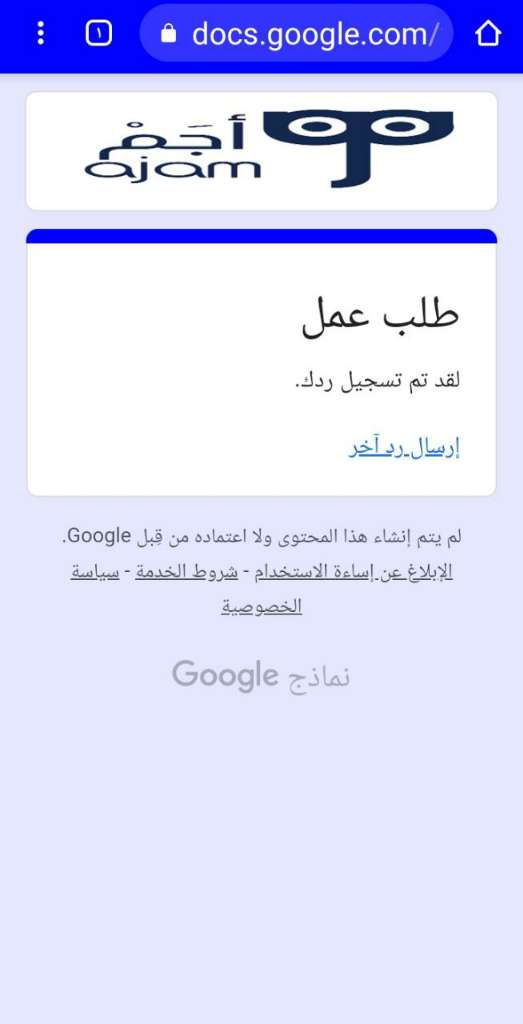 ١
docs.google.com/
أَجَمْ
ajam
طلب عمل
لقد تم تسجيل ردك.
إرسال رد آخر
لم يتم إنشاء هذا المحتوى ولا اعتماده من قِبل Google.
الإبلاغ عن إساءة الاستخدام - شروط الخدمة - سياسة
الخصوصية
نماذج Google